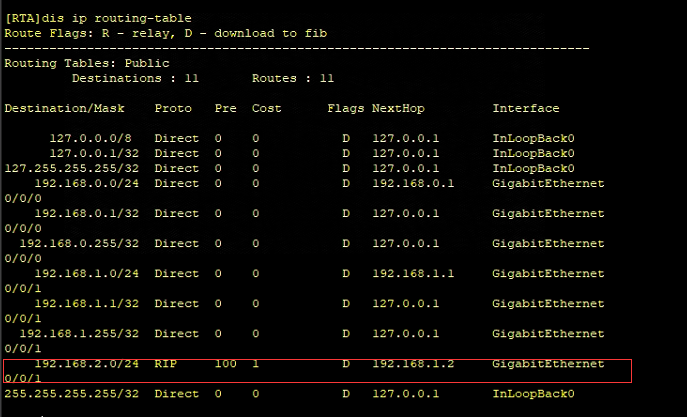 [RTA]dis ip routing-table
Route Flags: R - relay, D - download to fib
------------------------------------------------------------------------------
Routing Tables: Public
         Destinations : 11       Routes : 11

Destination/Mask    Proto   Pre  Cost      Flags NextHop         Interface

      127.0.0.0/8   Direct  0    0           D   127.0.0.1       InLoopBack0
      127.0.0.1/32  Direct  0    0           D   127.0.0.1       InLoopBack0
127.255.255.255/32  Direct  0    0           D   127.0.0.1       InLoopBack0
    192.168.0.0/24  Direct  0    0           D   192.168.0.1     GigabitEthernet
0/0/0
    192.168.0.1/32  Direct  0    0           D   127.0.0.1       GigabitEthernet
0/0/0
  192.168.0.255/32  Direct  0    0           D   127.0.0.1       GigabitEthernet
0/0/0
    192.168.1.0/24  Direct  0    0           D   192.168.1.1     GigabitEthernet
0/0/1
    192.168.1.1/32  Direct  0    0           D   127.0.0.1       GigabitEthernet
0/0/1
  192.168.1.255/32  Direct  0    0           D   127.0.0.1       GigabitEthernet
0/0/1
    192.168.2.0/24  RIP     100  1           D   192.168.1.2     GigabitEthernet
0/0/1
255.255.255.255/32  Direct  0    0           D   127.0.0.1       InLoopBack0